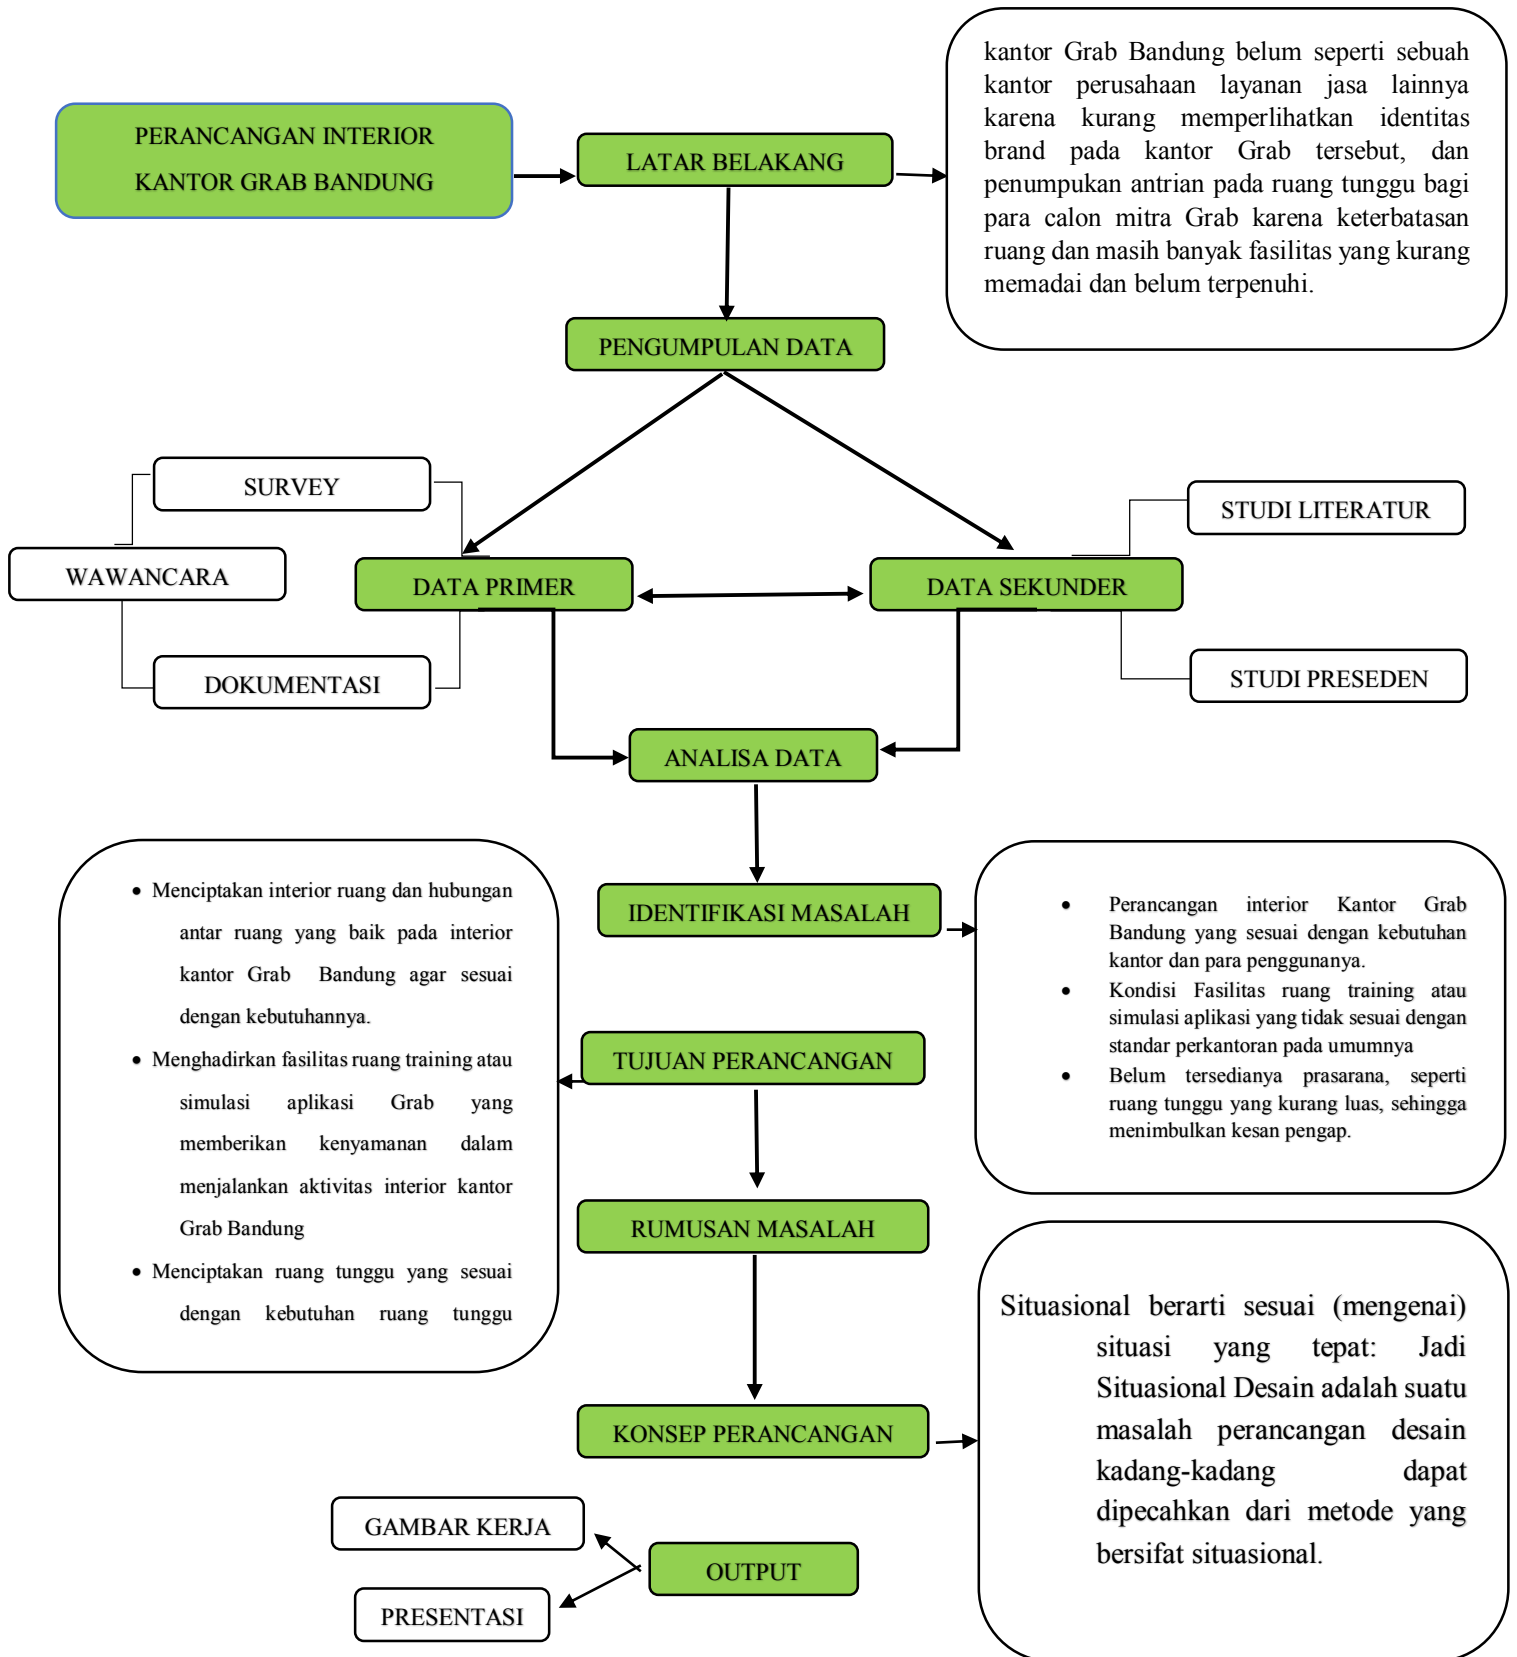 PERANCANGAN INTERIOR
KANTOR GRAB BANDUNG
LATAR BELAKANG
kantor Grab Bandung belum seperti sebuah
kantor perusahaan layanan jasa lainnya
karena kurang memperlihatkan identitas
brand pada kantor Grab tersebut, dan
penumpukan antrian pada ruang tunggu bagi
para calon mitra Grab karena keterbatasan
ruang dan masih banyak fasilitas yang kurang
memadai dan belum terpenuhi.
PENGUMPULAN DATA
SURVEY
WAWANCARA
DOKUMENTASI
DATA PRIMER
DATA SEKUNDER
STUDI LITERATUR
STUDI PRESEDEN
ANALISA DATA
IDENTIFIKASI MASALAH
• Perancangan interior Kantor Grab
Bandung yang sesuai dengan kebutuhan
kantor dan para penggunanya.
• Kondisi Fasilitas ruang training atau
simulasi aplikasi yang tidak sesuai dengan
standar perkantoran pada umumnya
• Belum tersedianya prasarana, seperti
ruang tunggu yang kurang luas, sehingga
menimbulkan kesan pengap.
TUJUAN PERANCANGAN
• Menciptakan interior ruang dan hubungan
antar ruang yang baik pada interior
kantor Grab Bandung agar sesuai
dengan kebutuhannya.
• Menghadirkan fasilitas ruang training atau
simulasi aplikasi Grab yang
memberikan kenyamanan dalam
menjalankan aktivitas interior kantor
Grab Bandung
• Menciptakan ruang tunggu yang sesuai
dengan kebutuhan ruang tunggu
RUMUSAN MASALAH
KONSEP PERANCANGAN
Situasional berarti sesuai (mengenai)
situasi yang tepat: Jadi
Situasional Desain adalah suatu
masalah perancangan desain
kadang-kadang dapat
dipecahkan dari metode yang
bersifat situasional.
OUTPUT
GAMBAR KERJA
PRESENTASI